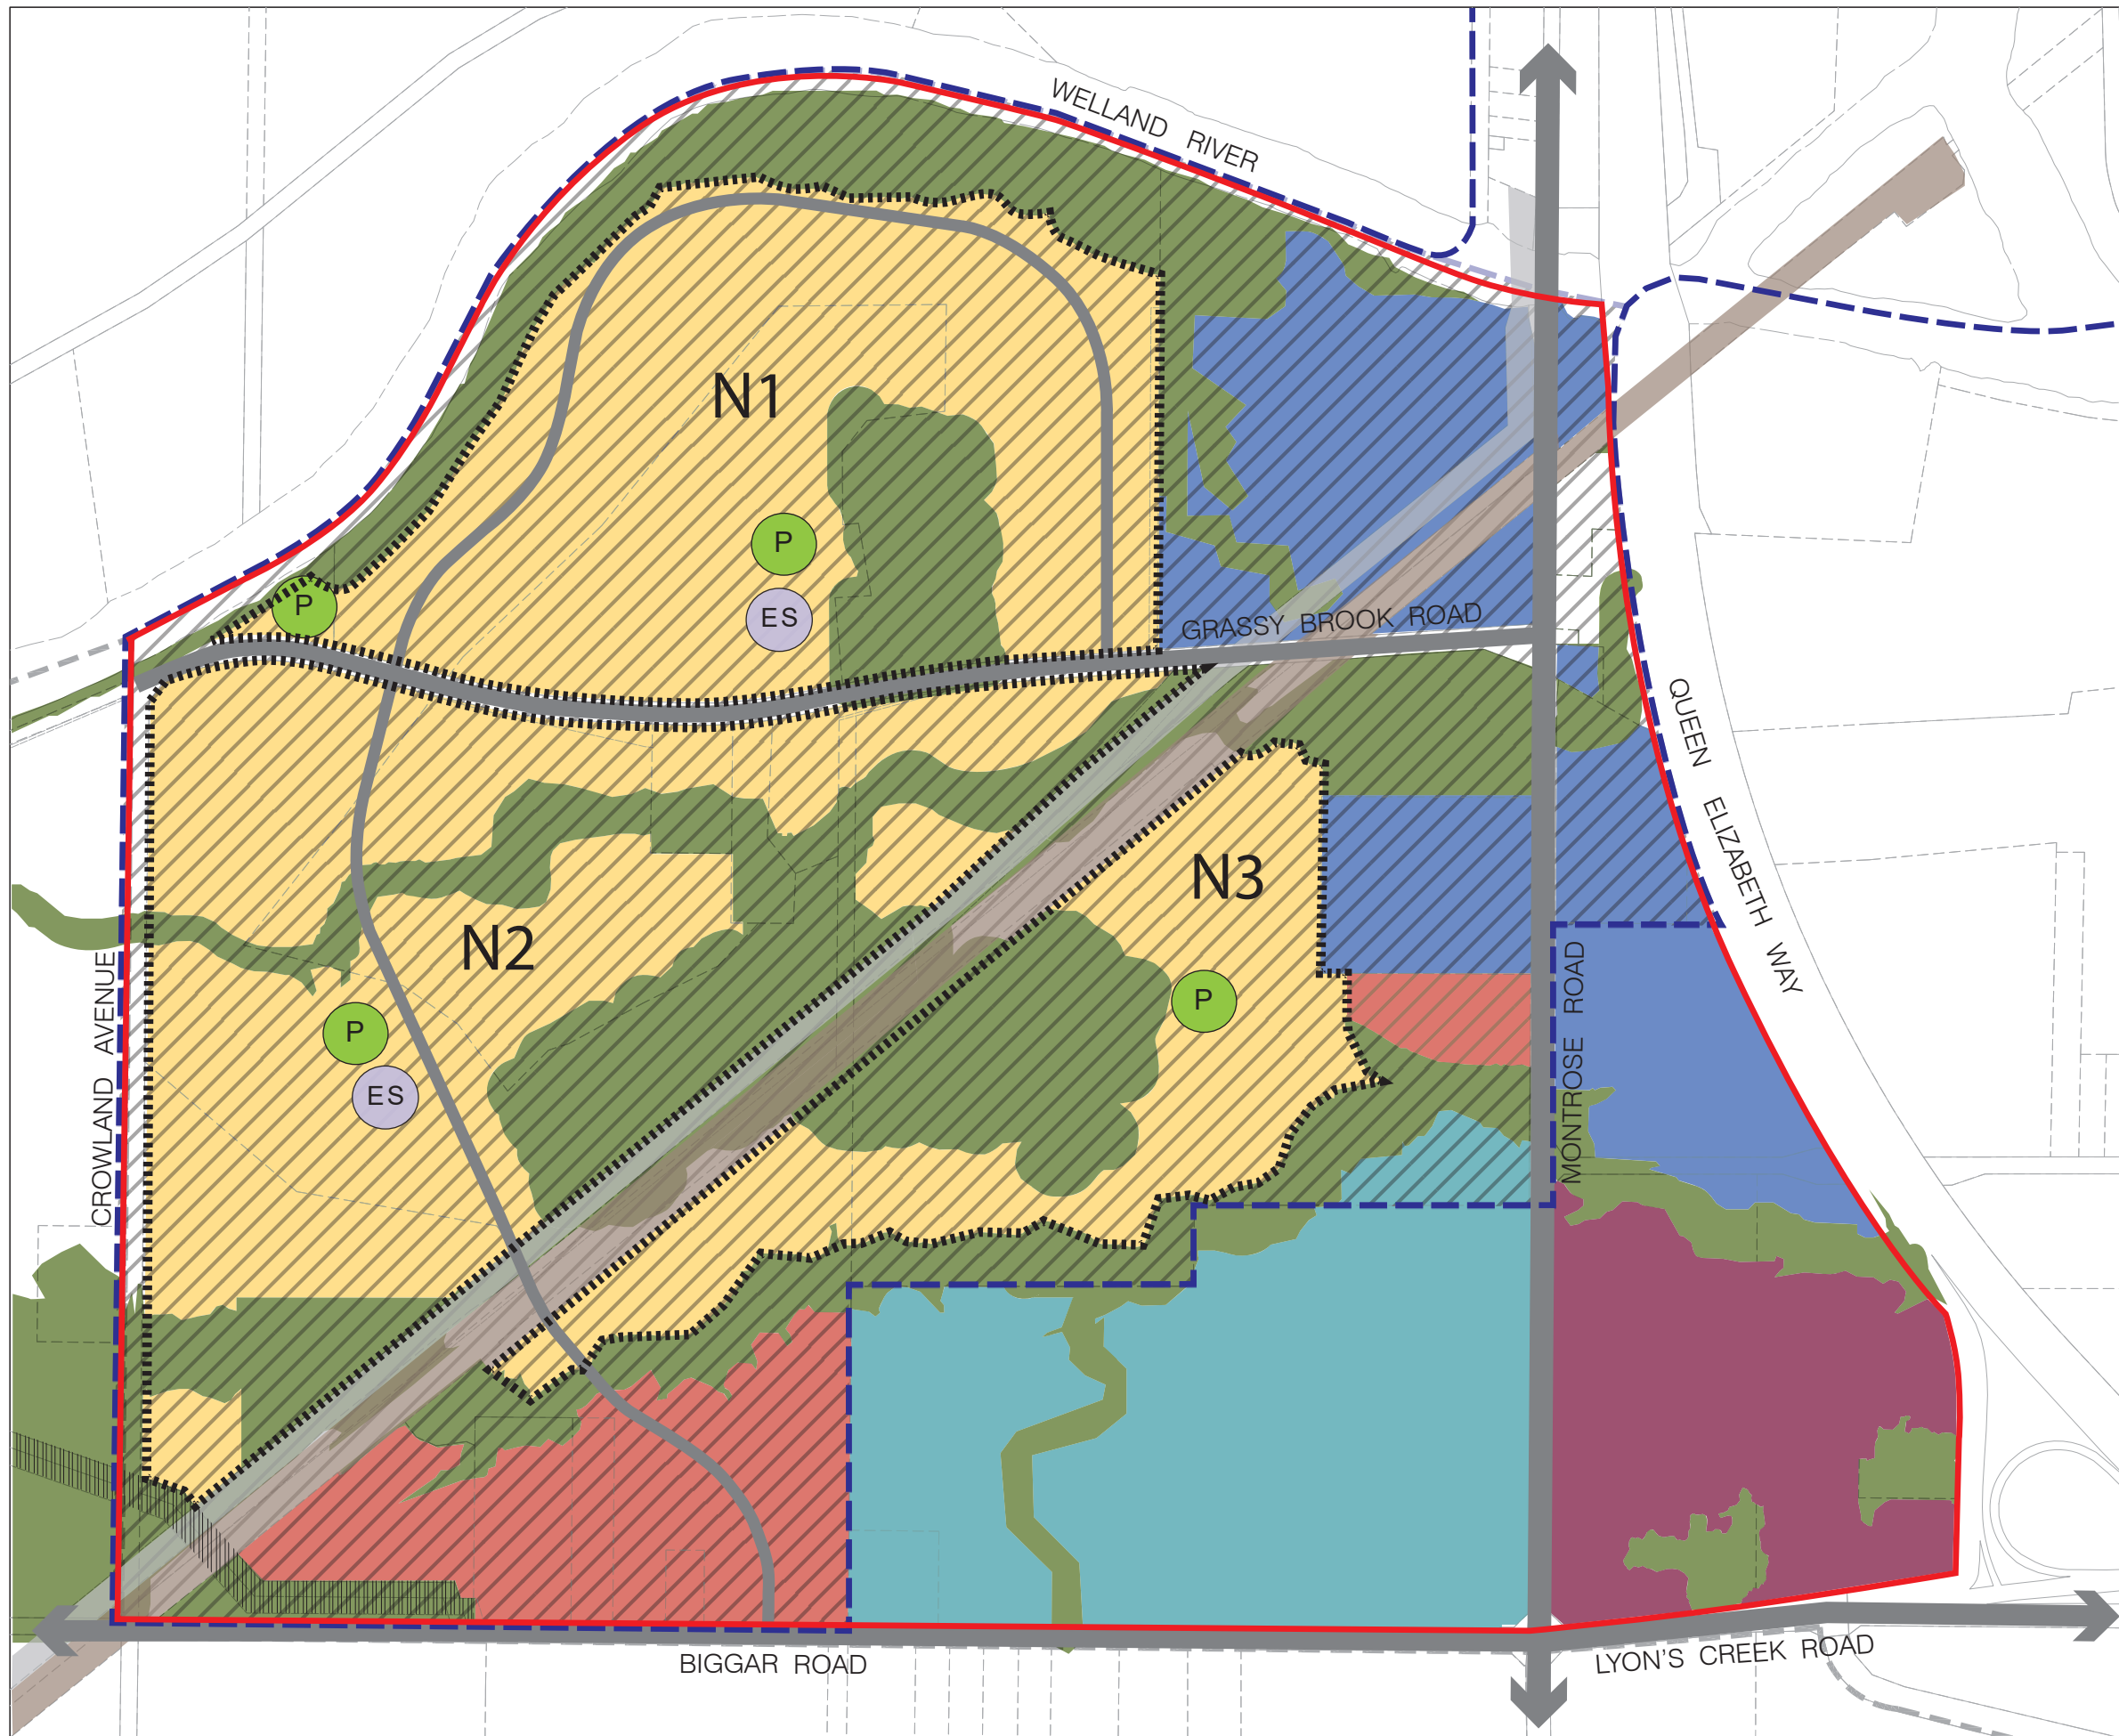 WELLAND RIVER
N1
P
P
ES
GRASSY BROOK ROAD
QUEEN ELIZABETH WAY
N3
N2
P
P
ES
CROWLAND AVENUE
MONTROSE ROAD
BIGGAR ROAD
LYON'S CREEK ROAD